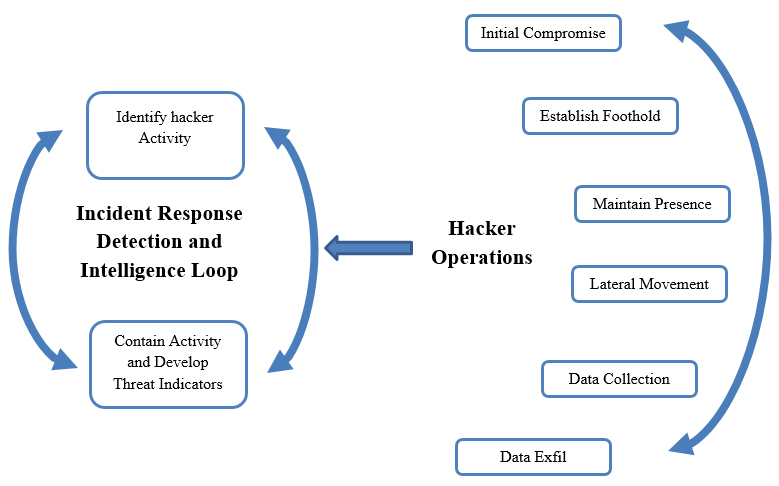 Identify hacker
Activity
Incident Response
Detection and
Intelligence Loop
Contain Activity
and Develop
Threat Indicators
Hacker
Operations
Initial Compromise
Establish Foothold
Maintain Presence
Lateral Movement
Data Collection
Data Exfil